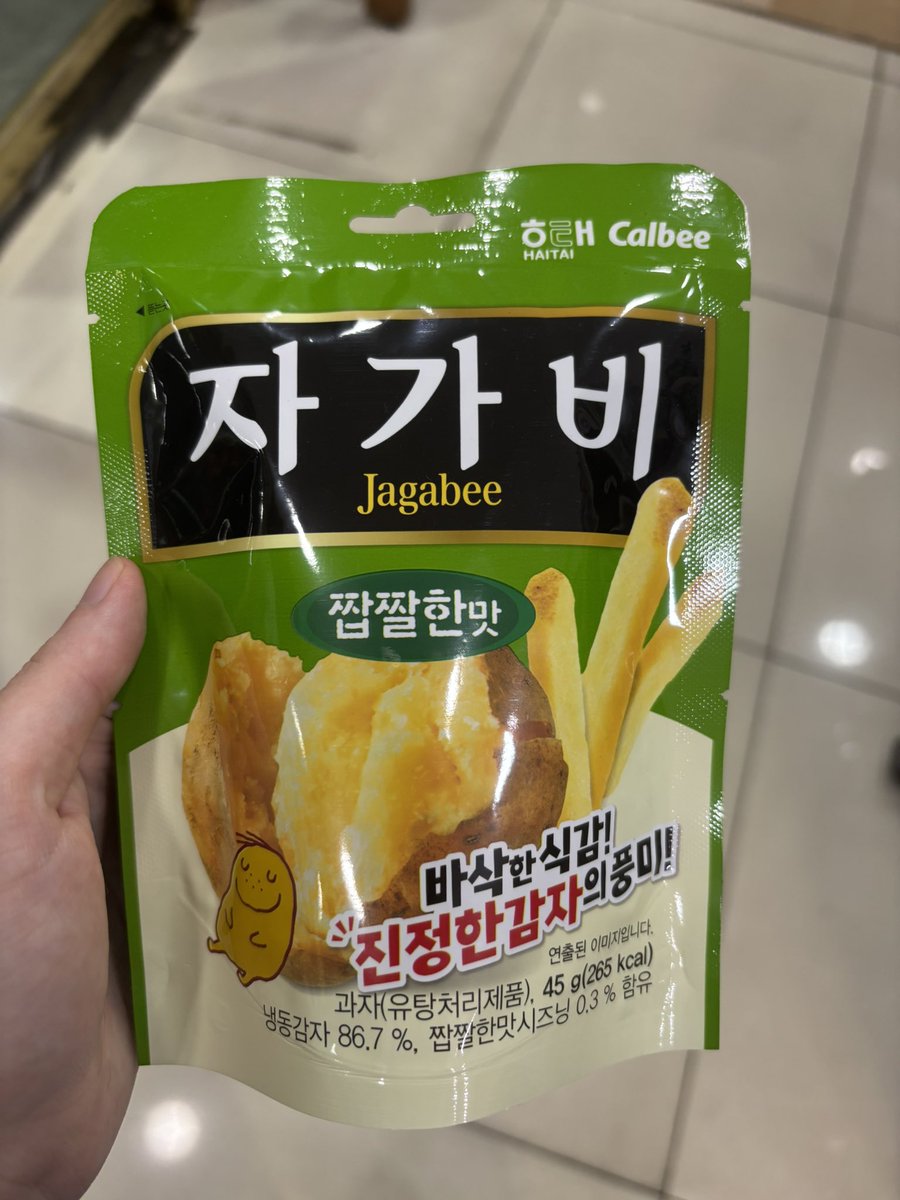 해태 Calbee
HAITAI
자가비
Jagabee
짭짤한맛
바삭한 식감!
진정한 감자의 풍미!
연출된 이미지입니다.
과자(유탕처리제품), 45 g(265 kcal)
냉동감자 86.7 %, 짭짤한맛시즈닝 0.3 % 함유